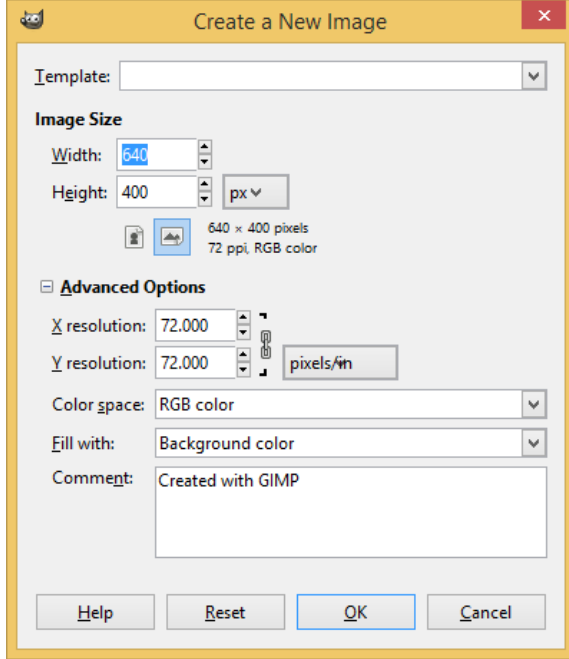 Create a New Image
Template:
Image Size
Width: 640
Height: 400 px
640 × 400 pixels
72 ppi, RGB color
Advanced Options
X resolution: 72.000
Y resolution: 72.000 pixels/in
Color space: RGB color
Fill with: Background color
Comment: Created with GIMP
Help Reset OK Cancel